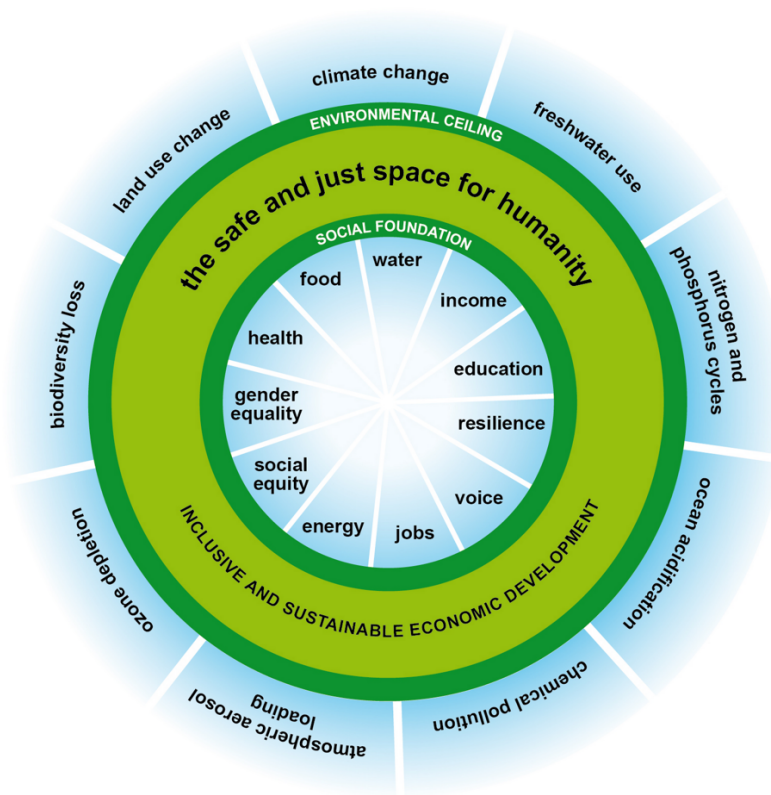 climate change
freshwater use
nitrogen and
phosphorus cycles
ocean acidification
chemical pollution
atmospheric aerosol
loading
ozone depletion
biodiversity loss
land use change
ENVIRONMENTAL CEILING
the safe and just space for humanity
SOCIAL FOUNDATION
water
income
education
resilience
voice
jobs
energy
social
equity
gender
equality
health
food
INCLUSIVE AND SUSTAINABLE ECONOMIC DEVELOPMENT